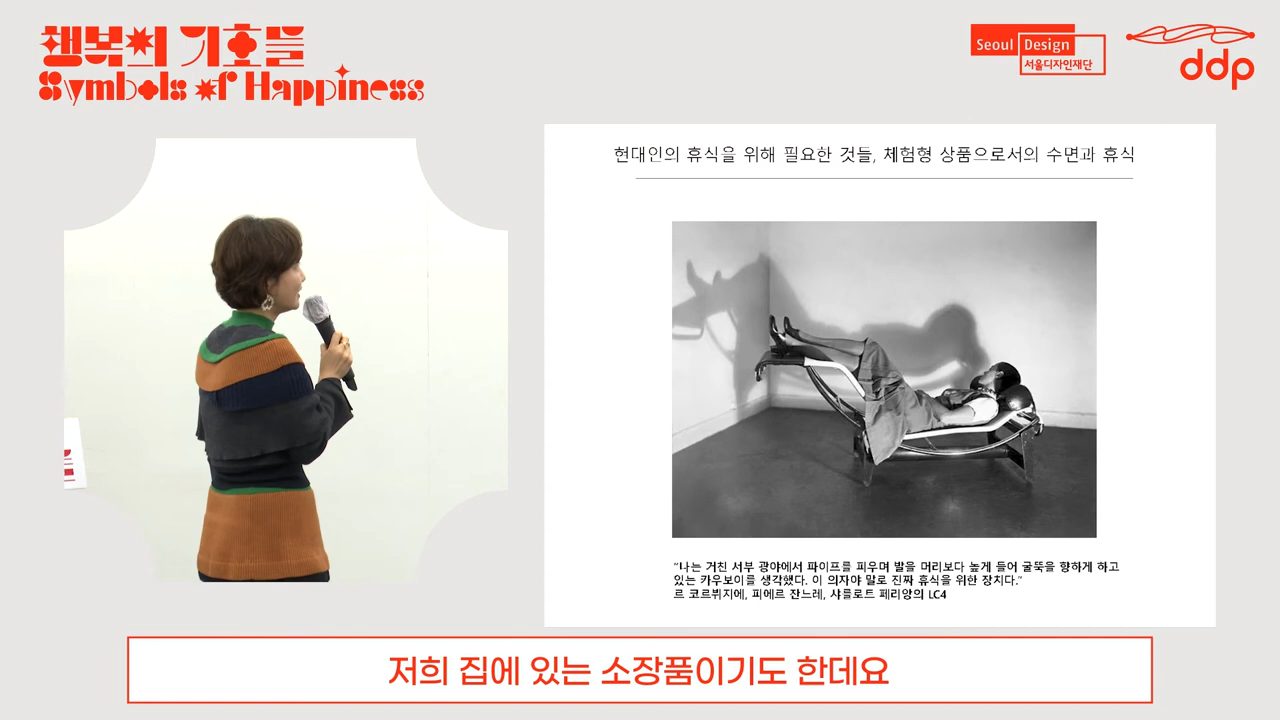 행복의 기호들
Symbols of Happiness
Seoul Design
서울디자인재단
ddp
현대인의 휴식을 위해 필요한 것들, 체험형 상품으로서의 수면과 휴식
“나는 거친 서부 광야에서 파이프를 피우며 발을 머리보다 높게 들어 굴뚝을 향하게 하고
있는 카우보이를 생각했다. 이 의자야 말로 진짜 휴식을 위한 장치다.”
르 코르뷔지에, 피에르 잔느레, 샤를로트 페리앙의 LC4
저희 집에 있는 소장품이기도 한데요